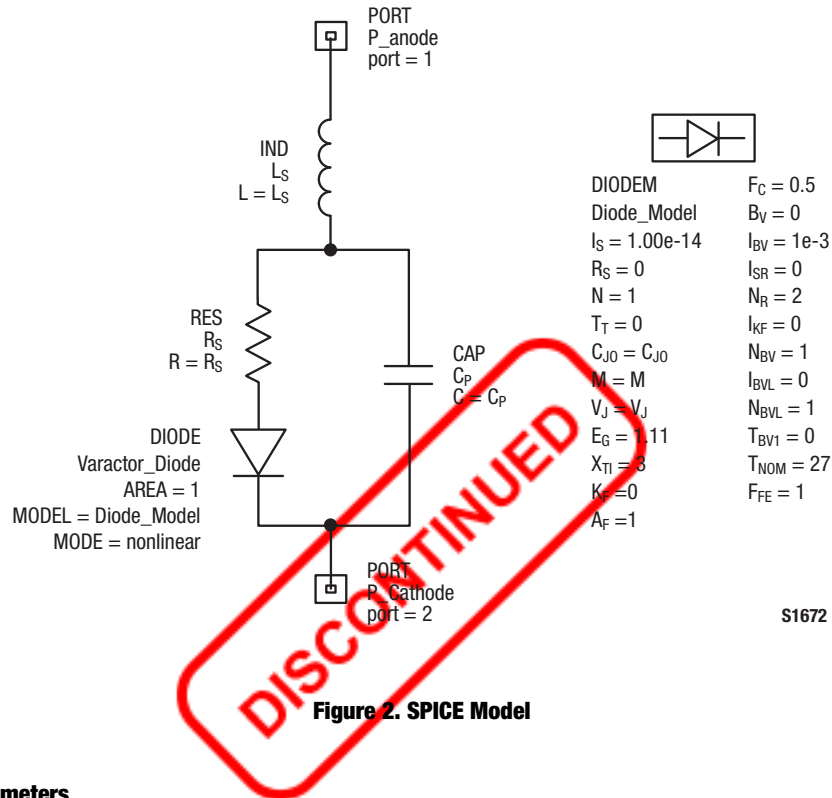 PORT
P_anode
port = 1
IND
LS
L = LS
RES
RS
R = RS
CAP
CP
C = CP
DIODE
Varactor_Diode
AREA = 1
MODEL = Diode_Model
MODE = nonlinear
PORT
P_Cathode
port = 2
DIODEM
Diode_Model
IS = 1.00e-14
RS = 0
N = 1
TT = 0
CJ0 = CJ0
M = M
VJ = VJ
EG = 1.11
XTI = 3
KF =0
AF =1
FC = 0.5
BV = 0
IBV = 1e-3
ISR = 0
NR = 2
IKF = 0
NBV = 1
IBVL = 0
NBVL = 1
TBV1 = 0
TNOM = 27
FFE = 1
S1672
DISCONTINUED
Figure 2. SPICE Model
meters